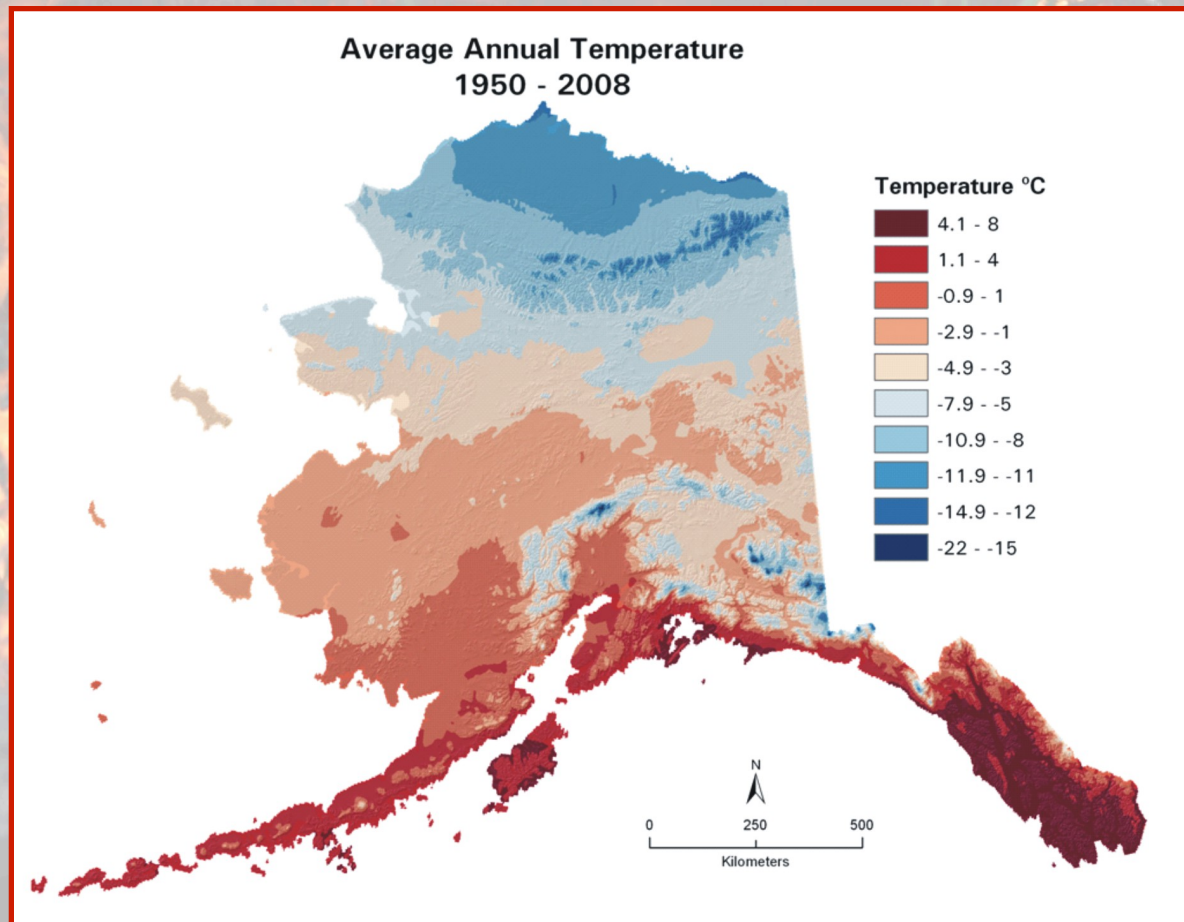 Average Annual Temperature
1950 - 2008
Temperature ºC
4.1 - 8
1.1 - 4
-0.9 - 1
-2.9 - -1
-4.9 - -3
-7.9 - -5
-10.9 - -8
-11.9 - -11
-14.9 - -12
-22 - -15
N
0 250 500
Kilometers